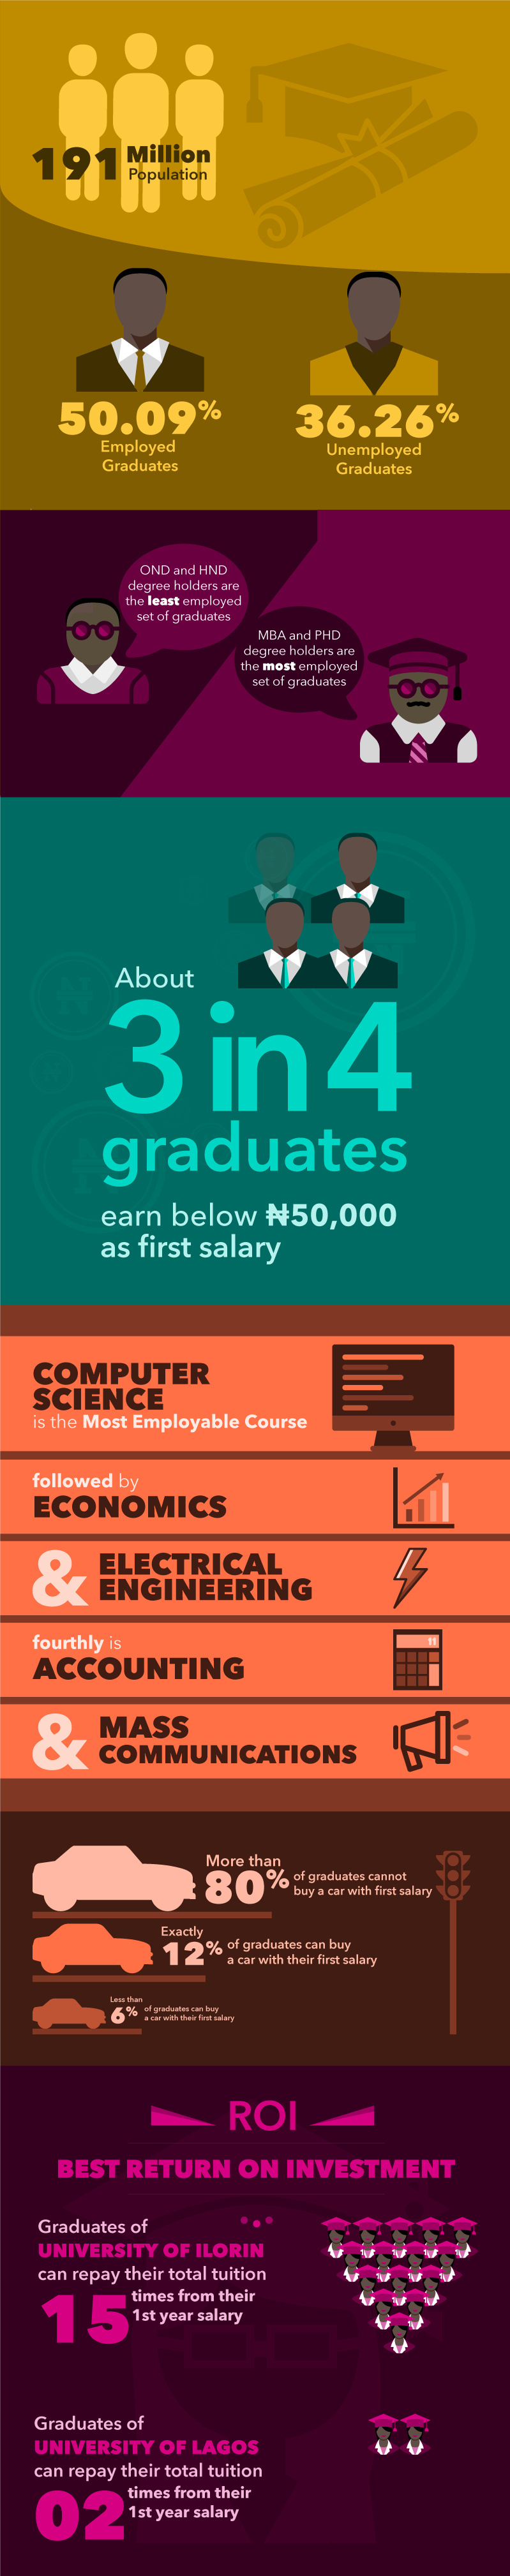 191 Million
Population
50.09%
Employed
Graduates
36.26%
Unemployed
Graduates
OND and HND
degree holders are
the least employed
set of graduates
MBA and PHD
degree holders are
the most employed
set of graduates
About
3 in 4
graduates
earn below ₦50,000
as first salary
COMPUTER
SCIENCE
is the Most Employable Course
followed by
ECONOMICS
& ELECTRICAL
ENGINEERING
fourthly is
ACCOUNTING
& MASS
COMMUNICATIONS
More than
80% of graduates cannot
buy a car with first salary
Exactly
12% of graduates can buy
a car with their first salary
Less than
6% of graduates can buy
a car with their first salary
ROI
BEST RETURN ON INVESTMENT
Graduates of
UNIVERSITY OF ILORIN
can repay their total tuition
15 times from their
1st year salary
Graduates of
UNIVERSITY OF LAGOS
can repay their total tuition
02 times from their
1st year salary